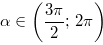 α ∈ (3π/2; 2π)